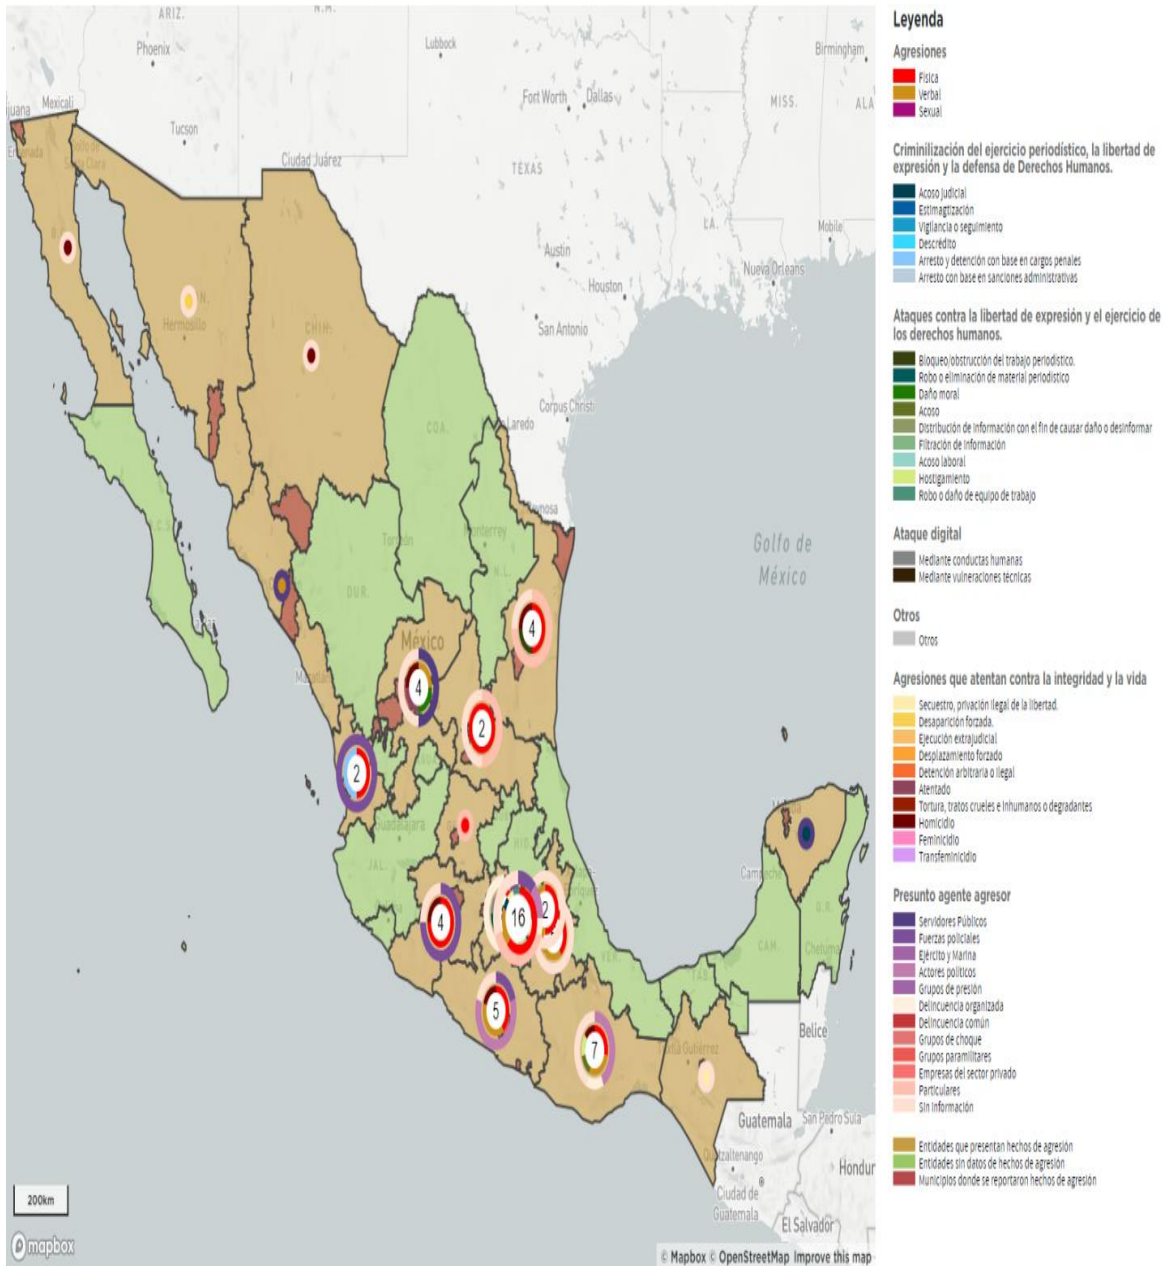 ARIZ.
N.M.
Phoenix
Lubbock
Birmingham
Fort Worth
Dallas
MISS.
ALA
Mexicali
Tucson
Ciudad Juárez
TEXAS
LA.
Mobile
Austin
Nueva Orleans
Houston
San Antonio
Hermosillo
CHIH.
Corpus Christi
Laredo
COA.
Reynosa
Monterrey
N.L.
DUR.
Golfo de
México
México
4
4
2
2
Guadalajara
JAL.
HID.
Campeche
4
16
2
VER.
CAM.
Q.R.
Chetumal
TAB.
5
7
Tuxtla Gutiérrez
Belice
Guatemala
San Pedro Sula
Quetzaltenango
Hondur
Ciudad de
Guatemala
El Salvador
200km
mapbox
© Mapbox © OpenStreetMap Improve this map
Leyenda
Agresiones
Física
Verbal
Sexual
Criminilización del ejercicio periodístico, la libertad de
expresión y la defensa de Derechos Humanos.
Acoso judicial
Estimagtización
Vigilancia o seguimiento
Descrédito
Arresto y detención con base en cargos penales
Arresto con base en sanciones administrativas
Ataques contra la libertad de expresión y el ejercicio de
los derechos humanos.
Bloqueo/obstrucción del trabajo periodístico.
Robo o eliminación de material periodístico
Daño moral
Acoso
Distribución de información con el fin de causar daño o desinformar
Filtración de información
Acoso laboral
Hostigamiento
Robo o daño de equipo de trabajo
Ataque digital
Mediante conductas humanas
Mediante vulneraciones técnicas
Otros
Otros
Agresiones que atentan contra la integridad y la vida
Secuestro, privación ilegal de la libertad.
Desaparición forzada.
Ejecución extrajudicial
Desplazamiento forzado
Detención arbitraria o ilegal
Atentado
Tortura, tratos crueles e inhumanos o degradantes
Homicidio
Feminicidio
Transfeminicidio
Presunto agente agresor
Servidores Públicos
Fuerzas policiales
Ejército y Marina
Actores políticos
Grupos de presión
Delincuencia organizada
Delincuencia común
Grupos de choque
Grupos paramilitares
Empresas del sector privado
Particulares
Sin información
Entidades que presentan hechos de agresión
Entidades sin datos de hechos de agresión
Municipios donde se reportaron hechos de agresión